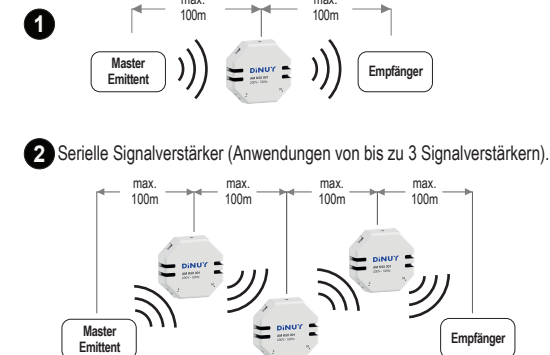 max.
100m
max.
100m
1
Master
Emittent
DiNUY
Empfänger
2 Serielle Signalverstärker (Anwendungen von bis zu 3 Signalverstärkern).
max.
100m
max.
100m
max.
100m
max.
100m
DiNUY
DiNUY
DiNUY
Master
Emittent
Empfänger